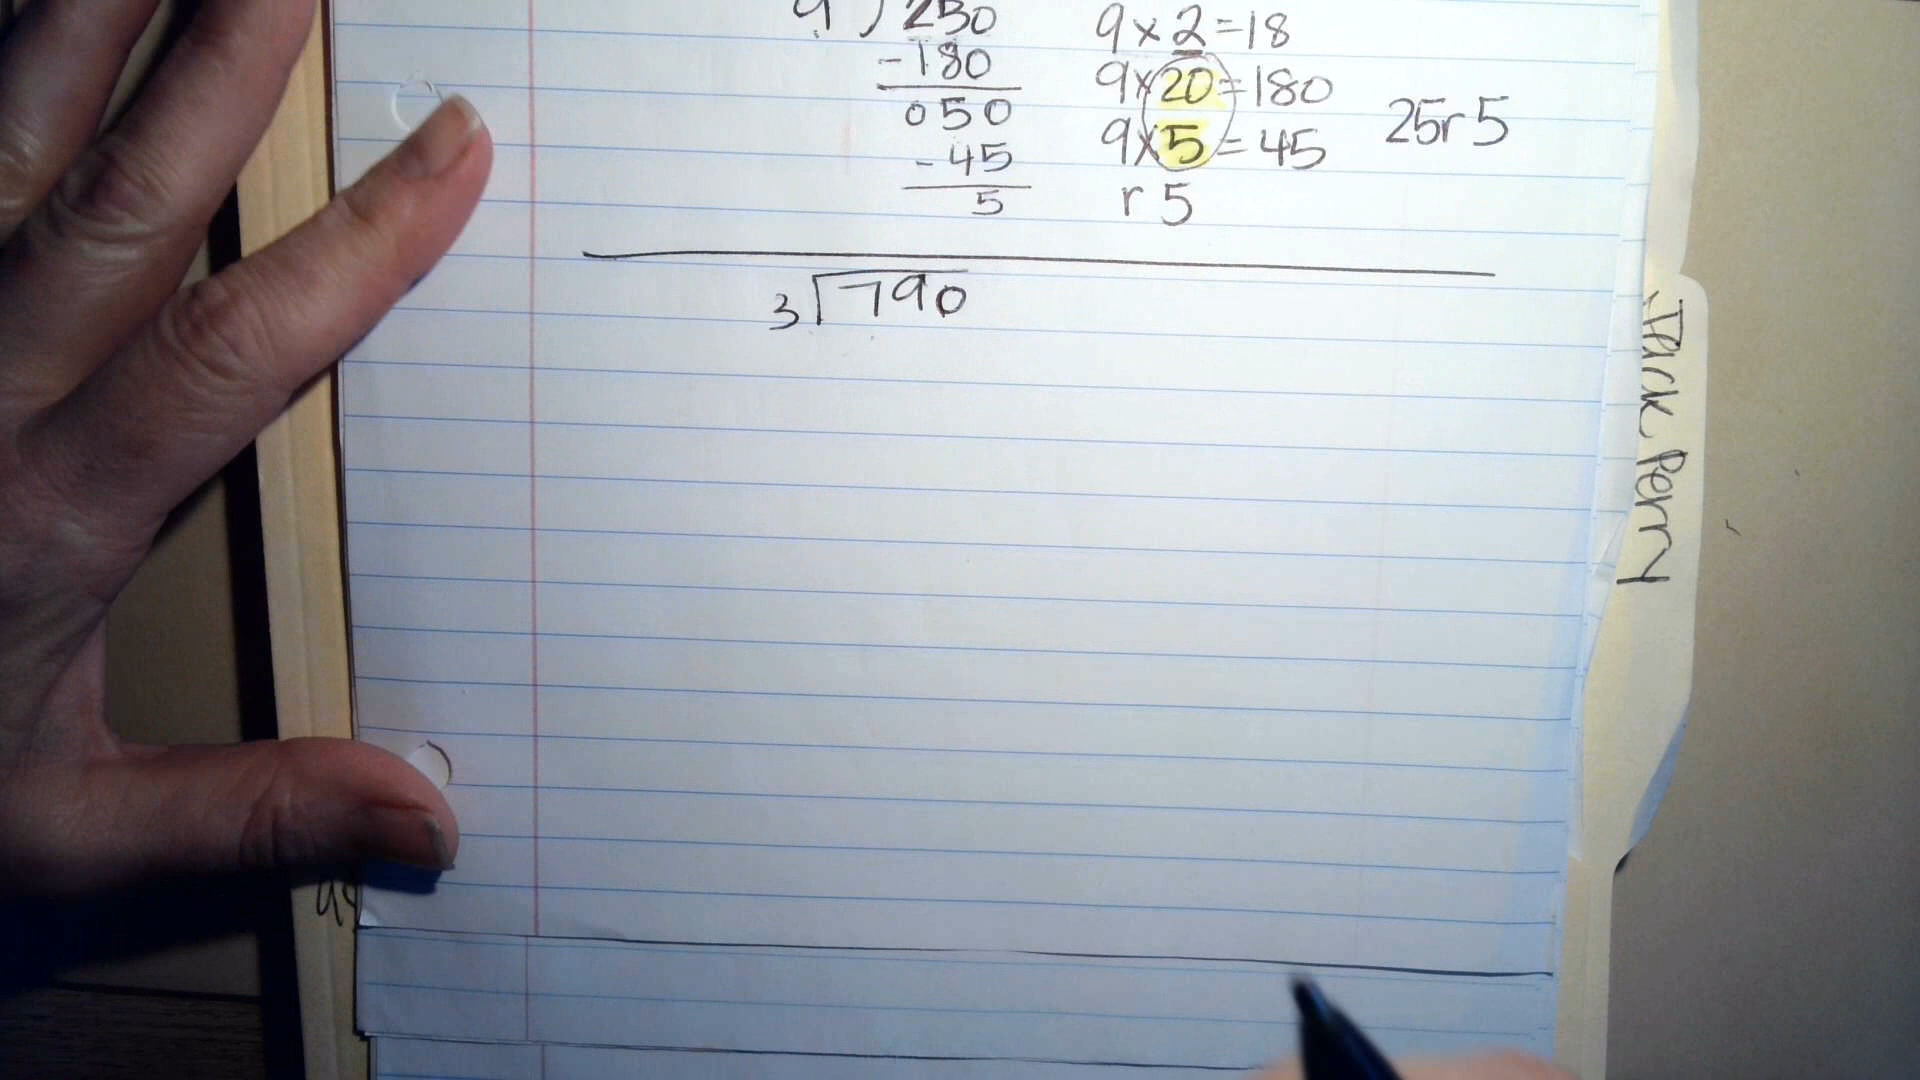 9 ) 230 9 x 2 = 18
-180 9 x 20 = 180
050 9 x 5 = 45 25r5
-45 r 5
5
3 ) 790
Jack Perry